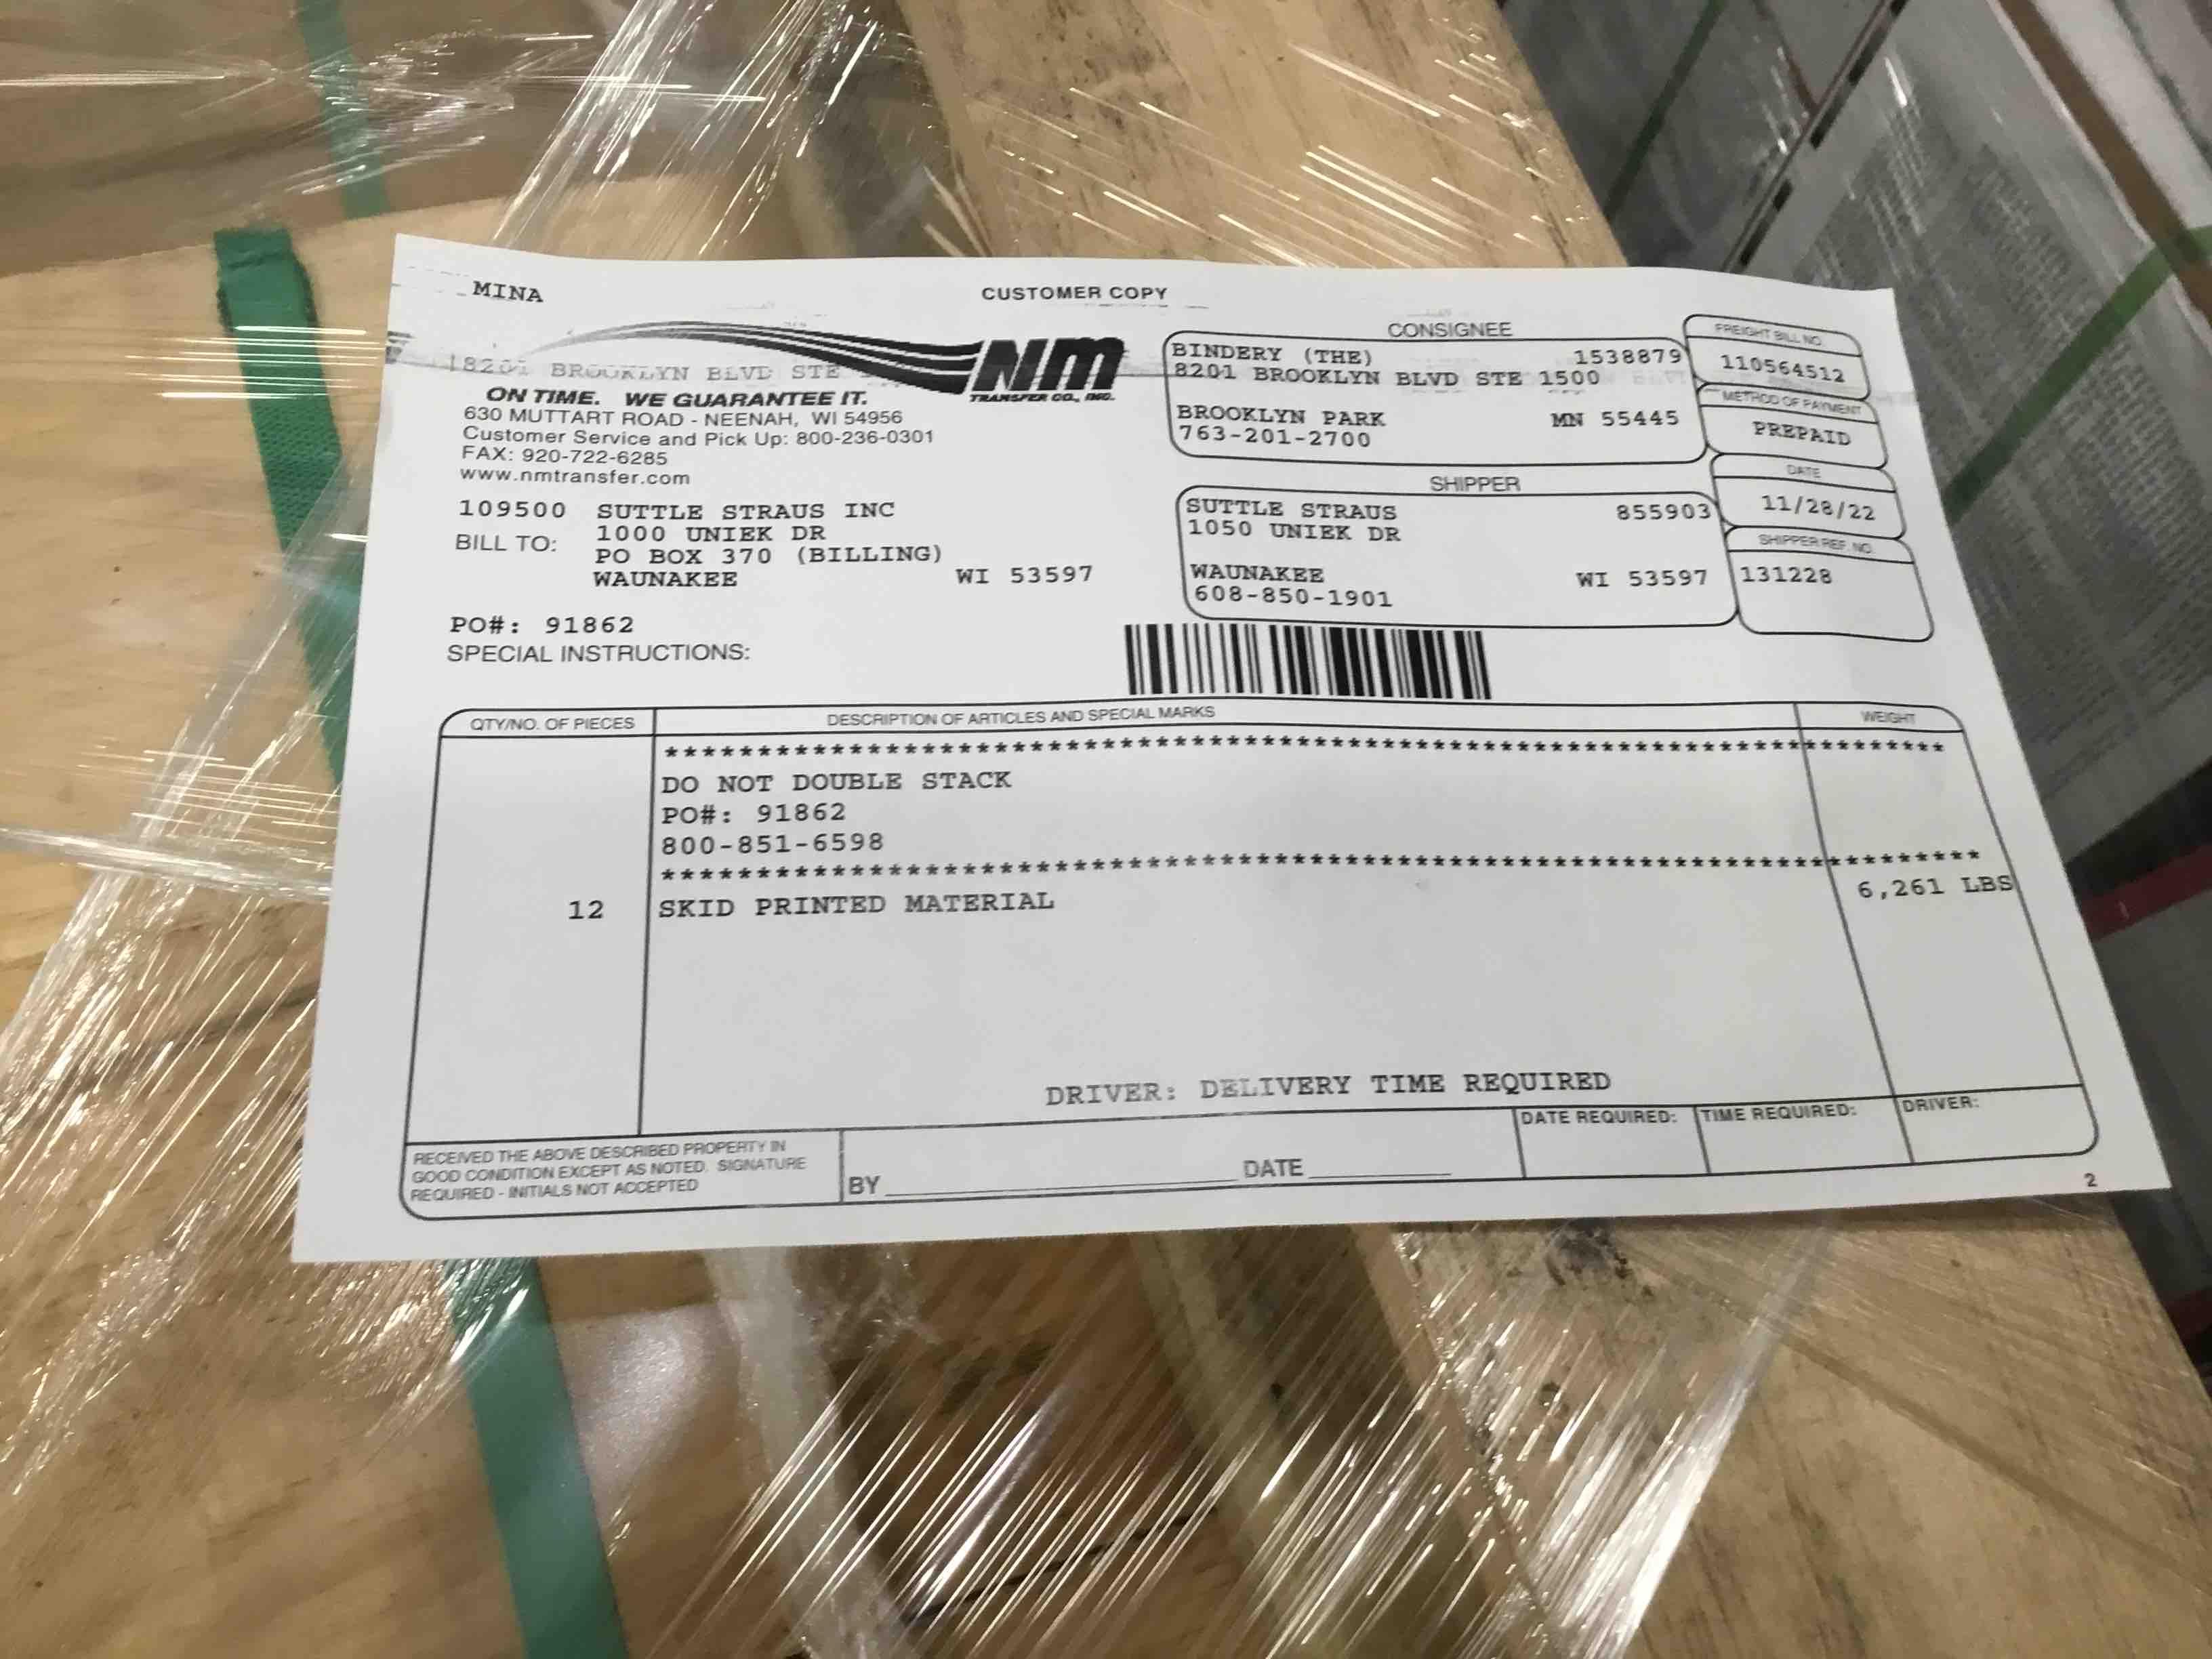 MINA
CUSTOMER COPY
18201 BROOKLYN BLVD STE
NM
TRANSFER CO., INC.
ON TIME. WE GUARANTEE IT.
630 MUTTART ROAD - NEENAH, WI 54956
Customer Service and Pick Up: 800-236-0301
FAX: 920-722-6285
www.nmtransfer.com
CONSIGNEE
BINDERY (THE) 1538879
8201 BROOKLYN BLVD STE 1500
BROOKLYN PARK MN 55445
763-201-2700
FREIGHT BILL NO.
110564512
METHOD OF PAYMENT
PREPAID
DATE
11/28/22
SHIPPER REF. NO.
131228
SHIPPER
SUTTLE STRAUS 855903
1050 UNIEK DR
WAUNAKEE WI 53597
608-850-1901
109500 SUTTLE STRAUS INC
1000 UNIEK DR
BILL TO:
PO BOX 370 (BILLING)
WAUNAKEE WI 53597
PO#: 91862
SPECIAL INSTRUCTIONS:
QTY/NO. OF PIECES DESCRIPTION OF ARTICLES AND SPECIAL MARKS WEIGHT
DO NOT DOUBLE STACK
PO#: 91862
800-851-6598
12 SKID PRINTED MATERIAL 6,261 LBS
DRIVER: DELIVERY TIME REQUIRED
RECEIVED THE ABOVE DESCRIBED PROPERTY IN
GOOD CONDITION EXCEPT AS NOTED. SIGNATURE
REQUIRED - INITIALS NOT ACCEPTED
BY DATE
DATE REQUIRED: TIME REQUIRED: DRIVER:
2